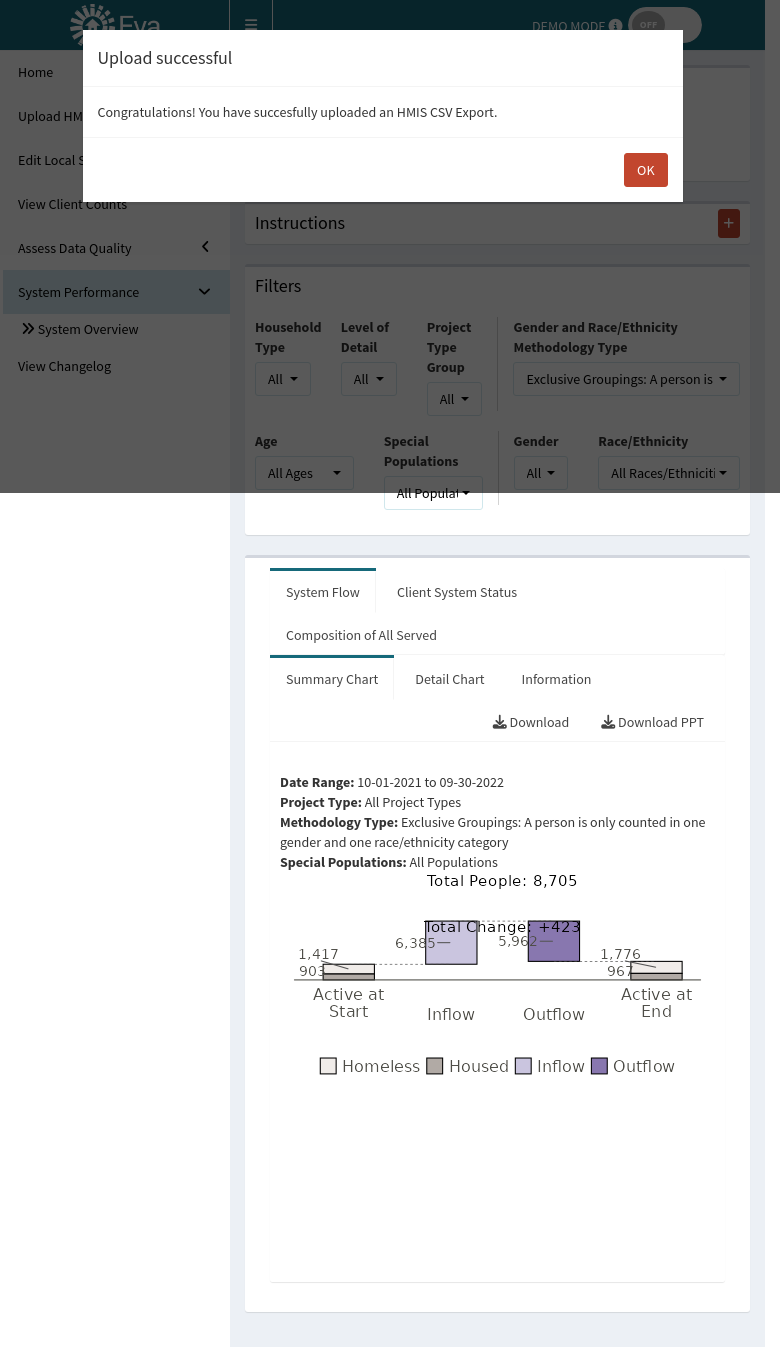 Eva
DEMO MODE
OFF
Upload successful
Congratulations! You have succesfully uploaded an HMIS CSV Export.
OK
Home
Upload HM
Edit Local S
View Client Counts
Assess Data Quality
System Performance
System Overview
View Changelog
Instructions
+
Filters
Household Type
Level of Detail
Project Type Group
Gender and Race/Ethnicity Methodology Type
All
All
All
Exclusive Groupings: A person is
Age
Special Populations
Gender
Race/Ethnicity
All Ages
All Populat
All
All Races/Ethniciti
System Flow
Client System Status
Composition of All Served
Summary Chart
Detail Chart
Information
Download
Download PPT
Date Range: 10-01-2021 to 09-30-2022
Project Type: All Project Types
Methodology Type: Exclusive Groupings: A person is only counted in one
gender and one race/ethnicity category
Special Populations: All Populations
Total People: 8,705
Total Change: +423
6,385
5,962
1,417
903
1,776
967
Active at
Start
Inflow
Outflow
Active at
End
Homeless
Housed
Inflow
Outflow